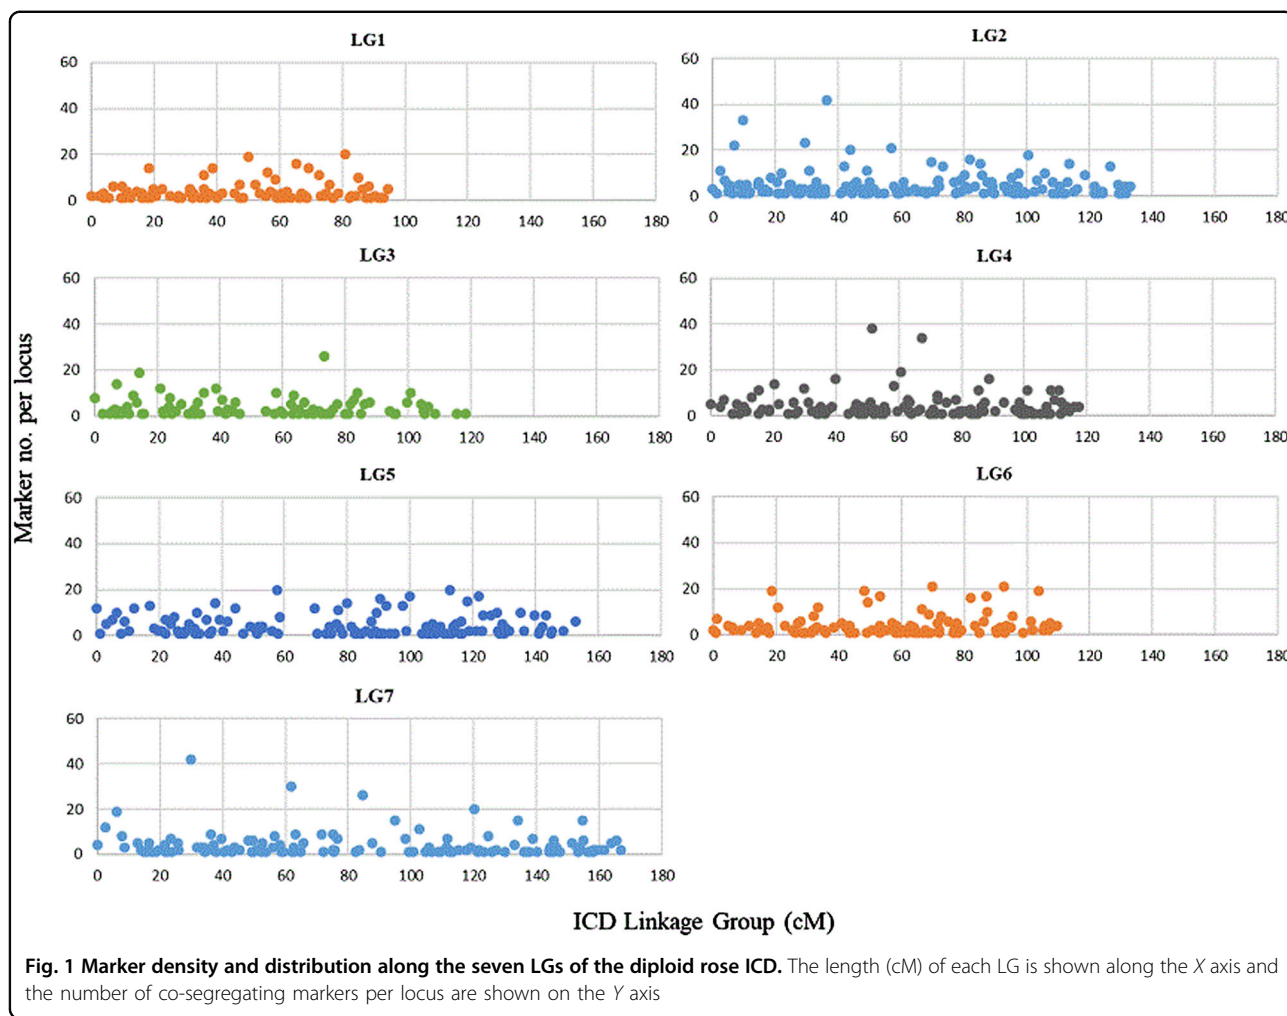 LG1
60
40
20
0
0 20 40 60 80 100 120 140 160 180
LG2
60
40
20
0
0 20 40 60 80 100 120 140 160 180
LG3
60
40
20
0
0 20 40 60 80 100 120 140 160 180
LG4
60
40
20
0
0 20 40 60 80 100 120 140 160 180
Marker no. per locus
LG5
60
40
20
0
0 20 40 60 80 100 120 140 160 180
LG6
60
40
20
0
0 20 40 60 80 100 120 140 160 180
LG7
60
40
20
0
0 20 40 60 80 100 120 140 160 180
ICD Linkage Group (cM)
Fig. 1 Marker density and distribution along the seven LGs of the diploid rose ICD. The length (cM) of each LG is shown along the X axis and
the number of co-segregating markers per locus are shown on the Y axis